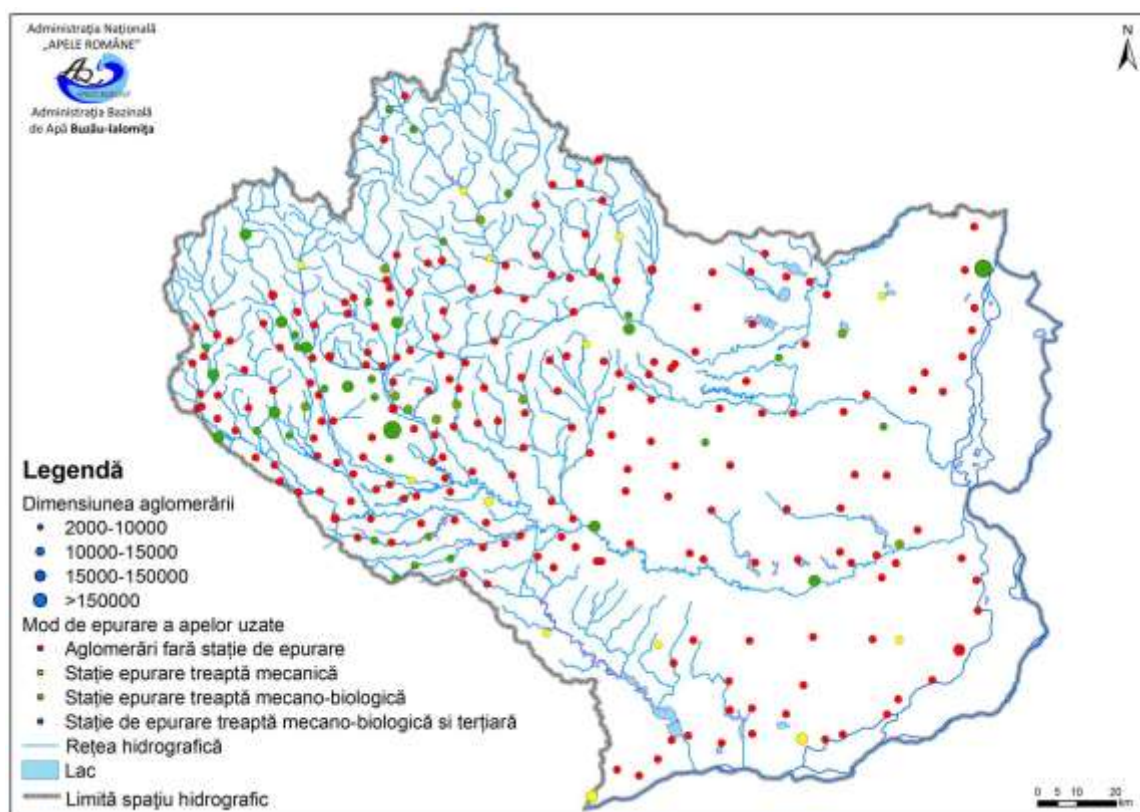 Administrația Națională
„APELE ROMÂNE”
Administrația Bazinală
de Apă Buzău-Ialomița
N
Legendă
Dimensiunea aglomerării
2000-10000
10000-15000
15000-150000
>150000
Mod de epurare a apelor uzate
Aglomerări fară stație de epurare
Stație epurare treaptă mecanică
Stație epurare treaptă mecano-biologică
Stație de epurare treaptă mecano-biologică si terțiară
Rețea hidrografică
Lac
Limită spațiu hidrografic
0 5 10 20
km